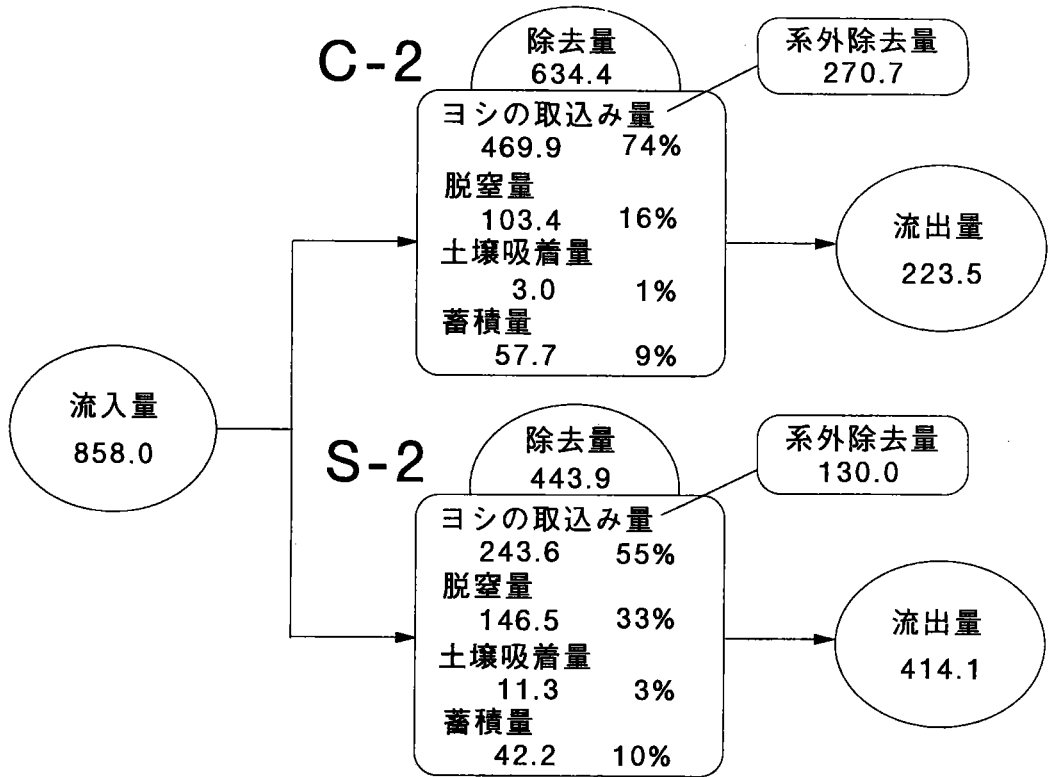 C-2
除去量
634.4
系外除去量
270.7
ヨシの取込み量
469.9 74%
脱窒量
103.4 16%
土壌吸着量
3.0 1%
蓄積量
57.7 9%
流出量
223.5
流入量
858.0
S-2
除去量
443.9
系外除去量
130.0
ヨシの取込み量
243.6 55%
脱窒量
146.5 33%
土壌吸着量
11.3 3%
蓄積量
42.2 10%
流出量
414.1